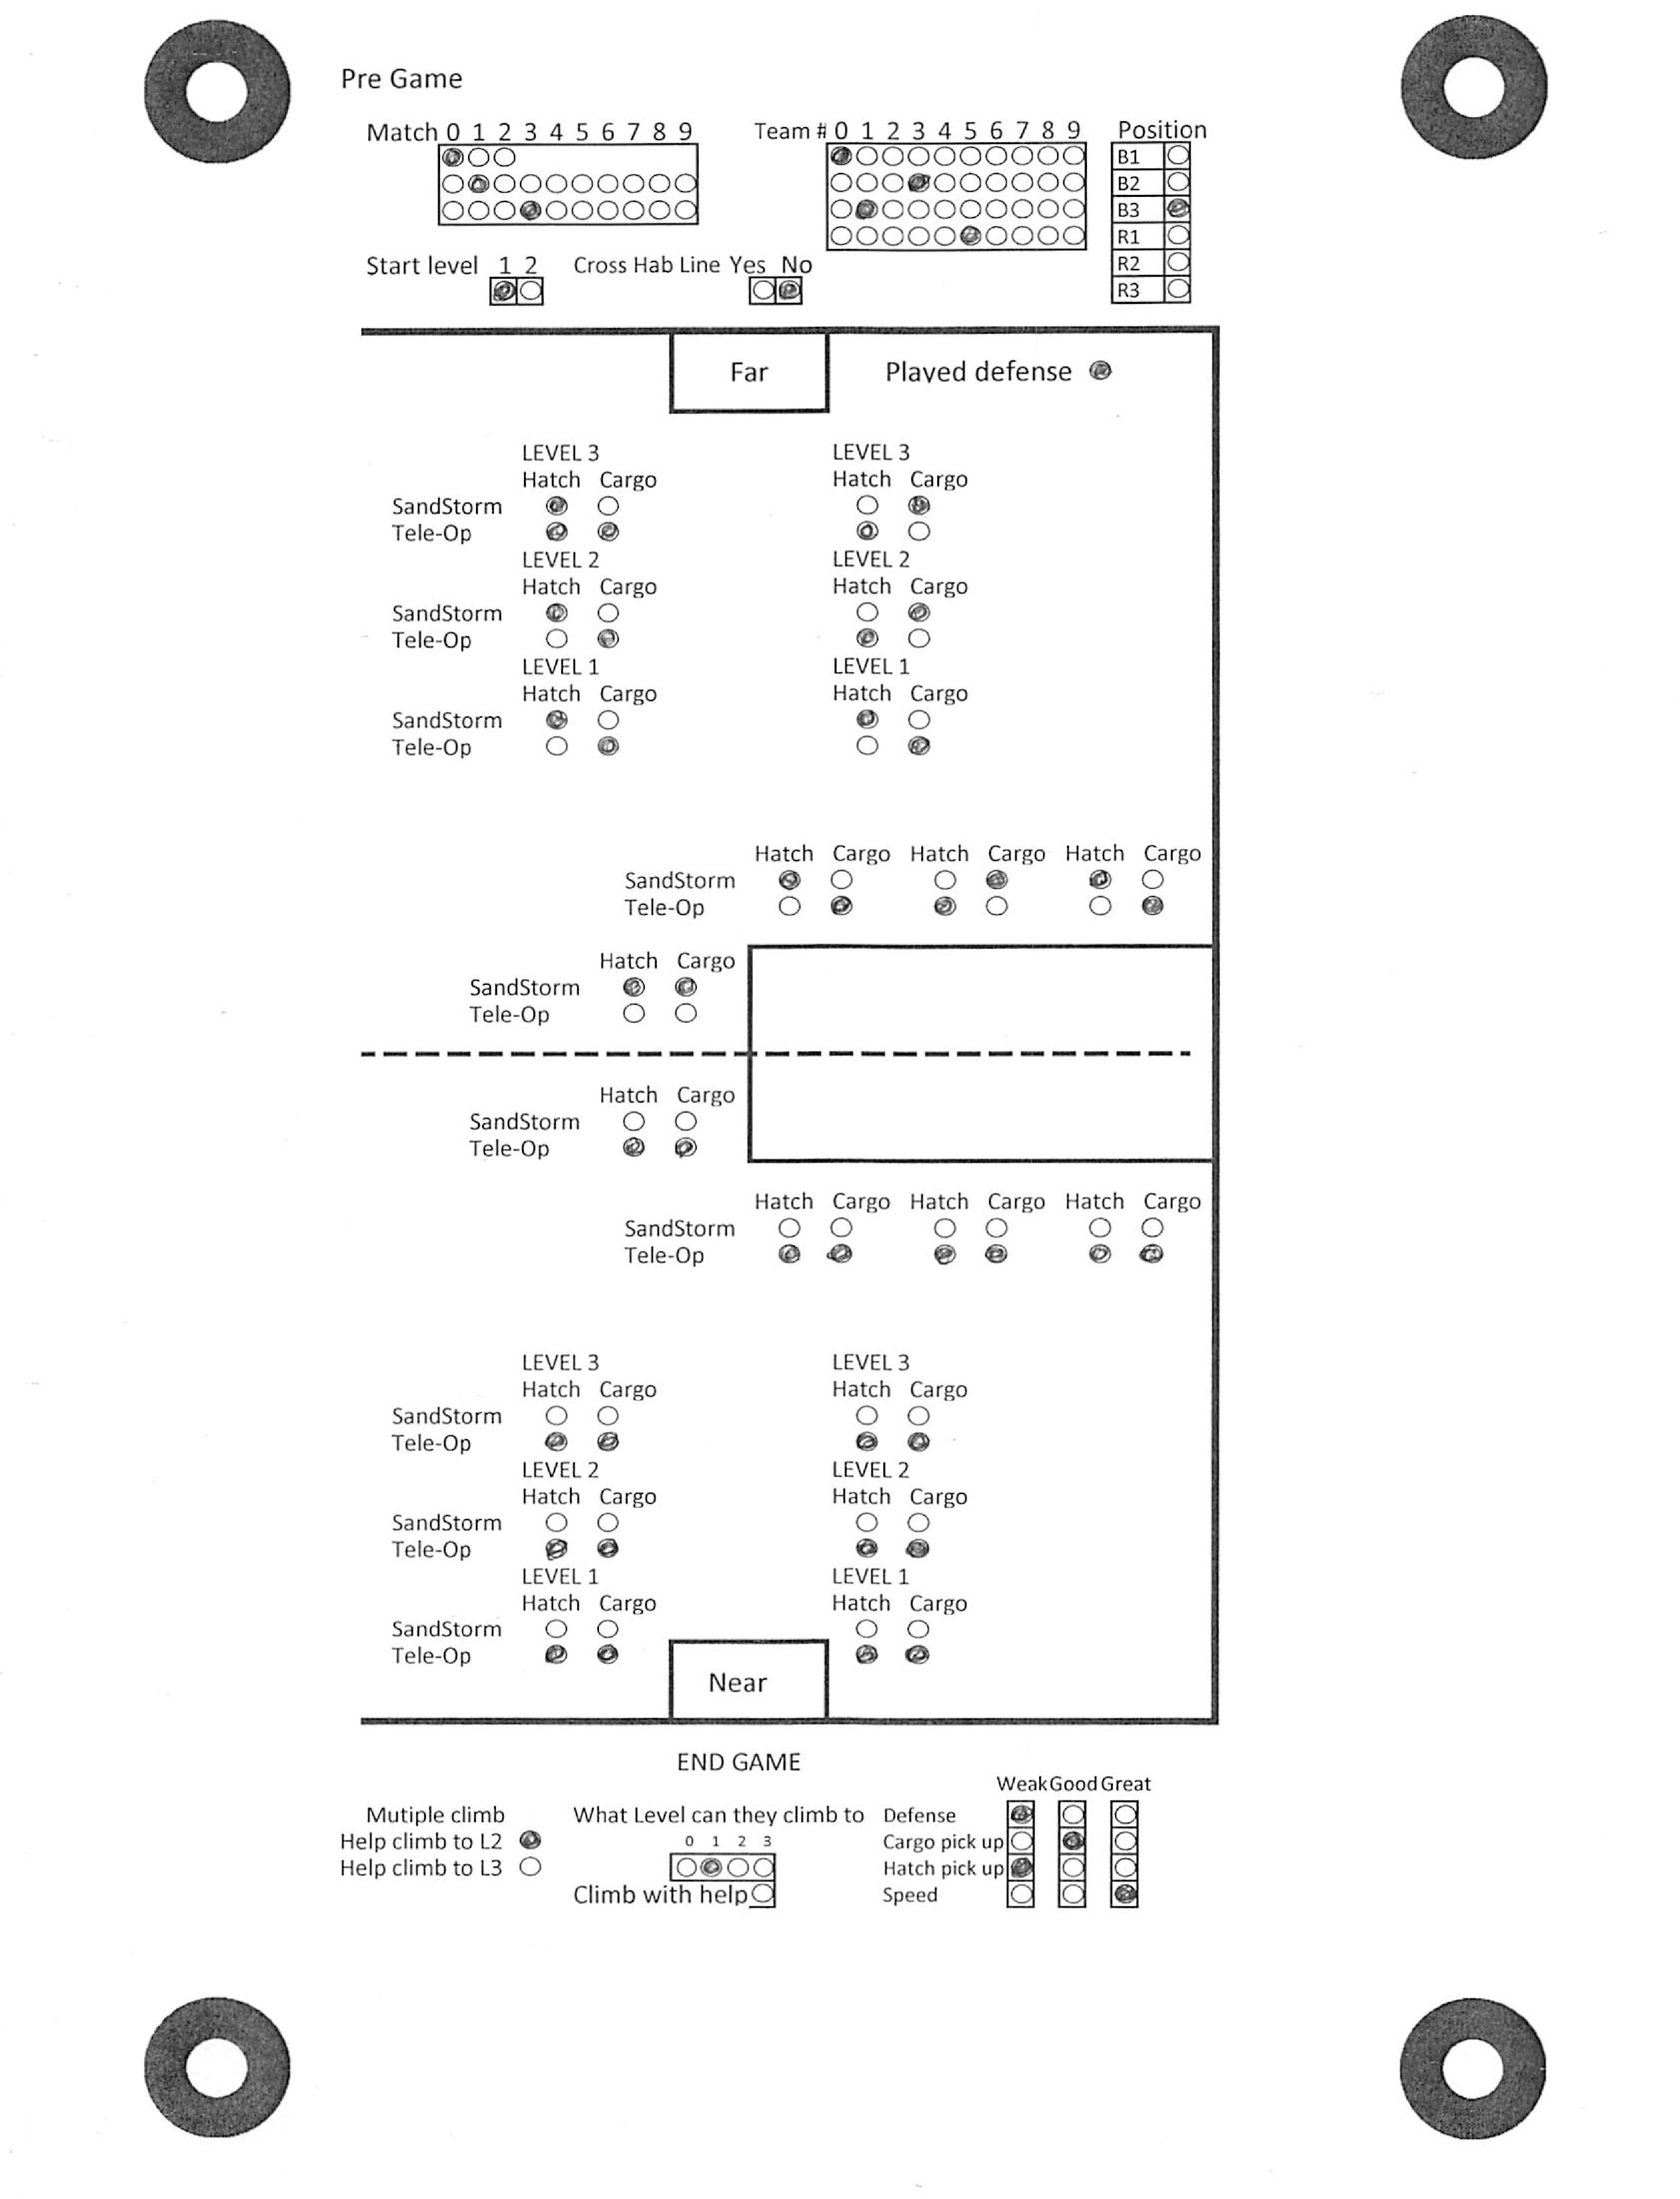 Pre Game
Match 0 1 2 3 4 5 6 7 8 9
Team # 0 1 2 3 4 5 6 7 8 9
Position
B1
B2
B3
R1
R2
R3
Start level 1 2
Cross Hab Line Yes No
Far
Played defense
LEVEL 3 LEVEL 3
Hatch Cargo Hatch Cargo
SandStorm
Tele-Op
LEVEL 2 LEVEL 2
Hatch Cargo Hatch Cargo
SandStorm
Tele-Op
LEVEL 1 LEVEL 1
Hatch Cargo Hatch Cargo
SandStorm
Tele-Op
Hatch Cargo Hatch Cargo Hatch Cargo
SandStorm
Tele-Op
Hatch Cargo
SandStorm
Tele-Op
Hatch Cargo
SandStorm
Tele-Op
Hatch Cargo Hatch Cargo Hatch Cargo
SandStorm
Tele-Op
LEVEL 3 LEVEL 3
Hatch Cargo Hatch Cargo
SandStorm
Tele-Op
LEVEL 2 LEVEL 2
Hatch Cargo Hatch Cargo
SandStorm
Tele-Op
LEVEL 1 LEVEL 1
Hatch Cargo Hatch Cargo
SandStorm
Tele-Op
Near
END GAME
Mutiple climb
Help climb to L2
Help climb to L3
What Level can they climb to
0 1 2 3
Climb with help
Weak Good Great
Defense
Cargo pick up
Hatch pick up
Speed